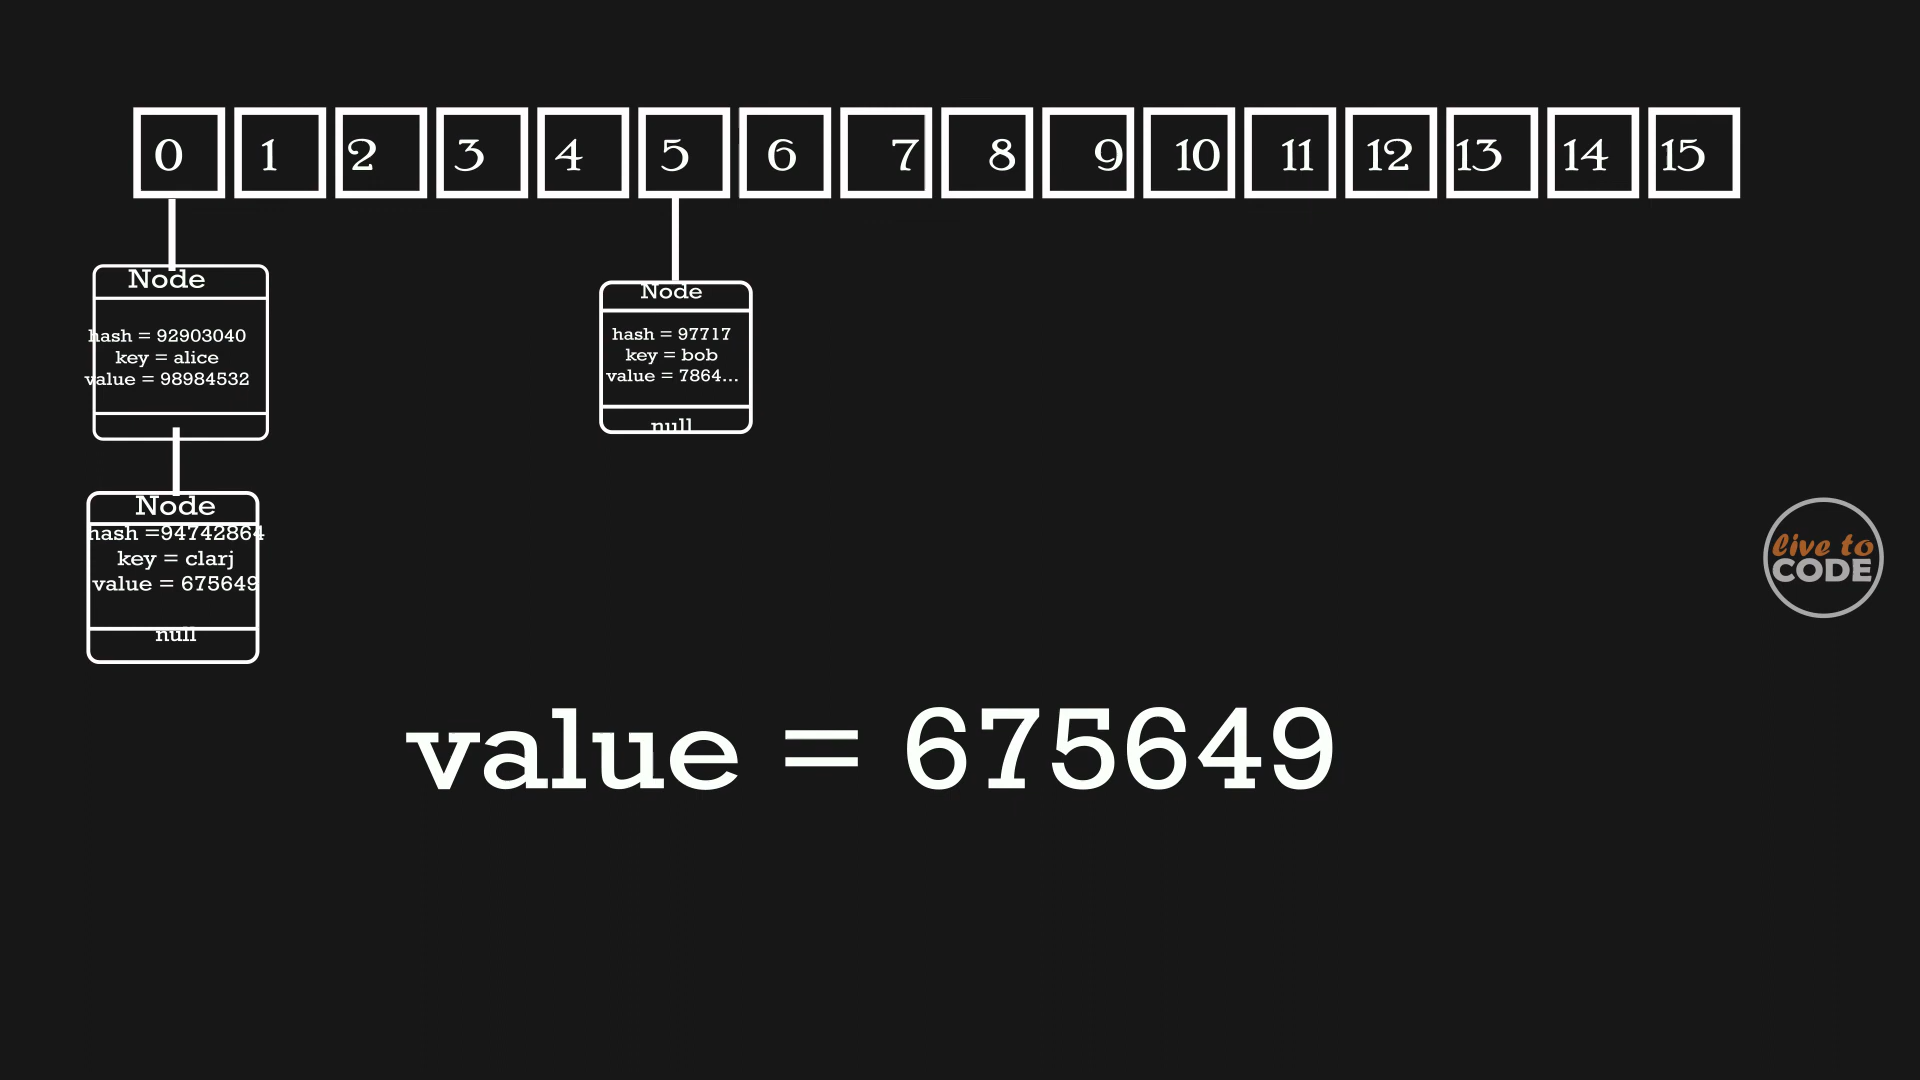 0 1 2 3 4 5 6 7 8 9 10 11 12 13 14 15
Node
hash = 92903040
key = alice
value = 98984532
Node
hash = 97717
key = bob
value = 7864...
null
Node
hash =94742864
key = clarj
value = 675649
null
live to
CODE
value = 675649